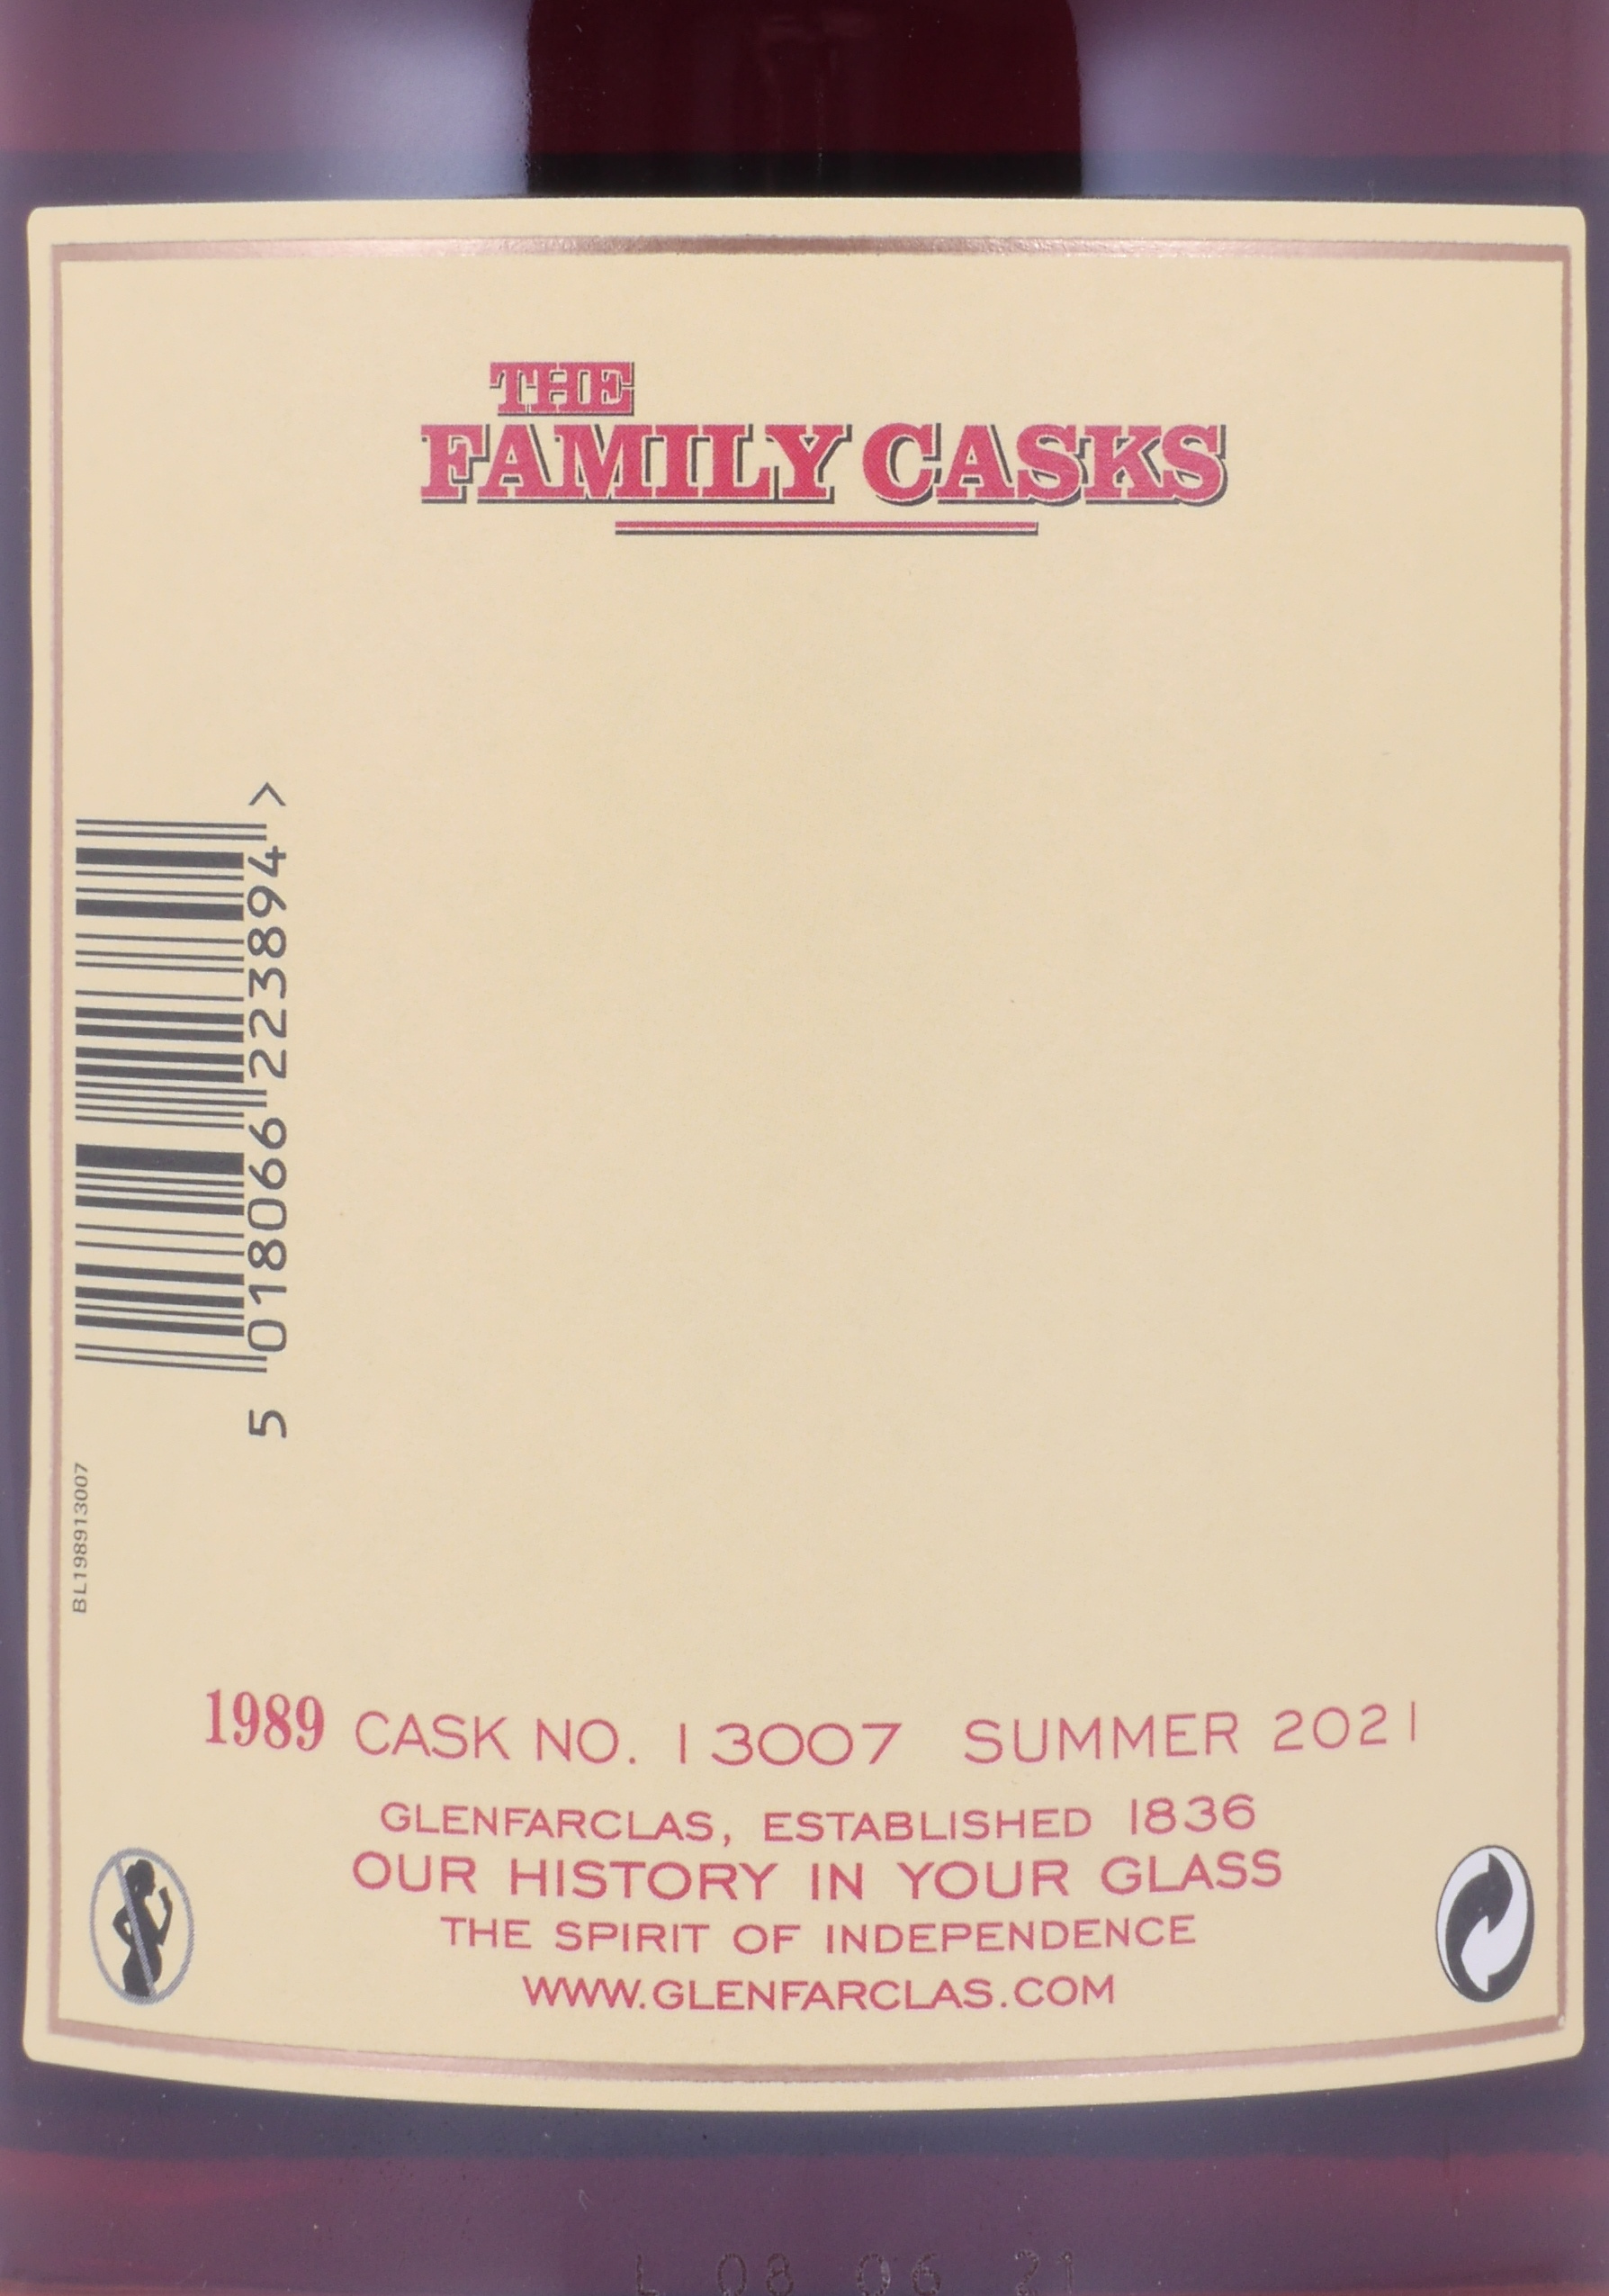 THE
FAMILY CASKS
5 018066 223894 >
BL198913007
1989 CASK NO. 13007 SUMMER 2021
GLENFARCLAS, ESTABLISHED 1836
OUR HISTORY IN YOUR GLASS
THE SPIRIT OF INDEPENDENCE
WWW.GLENFARCLAS.COM
L 08 06 21